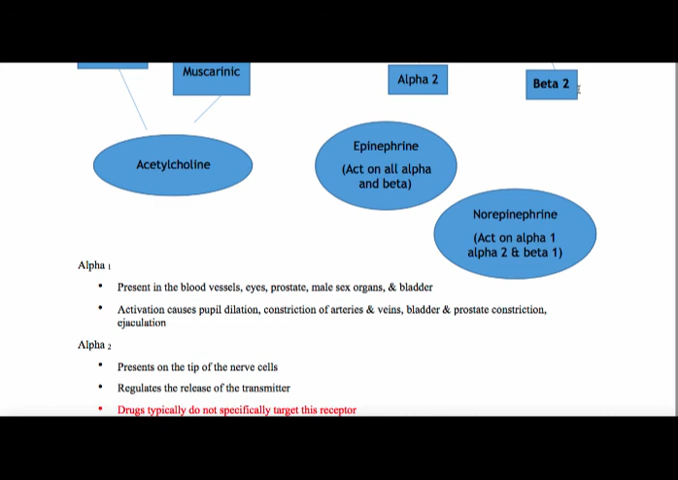 Muscarinic
Alpha 2
Beta 2
Acetylcholine
Epinephrine
(Act on all alpha
and beta)
Norepinephrine
(Act on alpha 1
alpha 2 & beta 1)
Alpha 1
• Present in the blood vessels, eyes, prostate, male sex organs, & bladder
• Activation causes pupil dilation, constriction of arteries & veins, bladder & prostate constriction,
ejaculation
Alpha 2
• Presents on the tip of the nerve cells
• Regulates the release of the transmitter
• Drugs typically do not specifically target this receptor